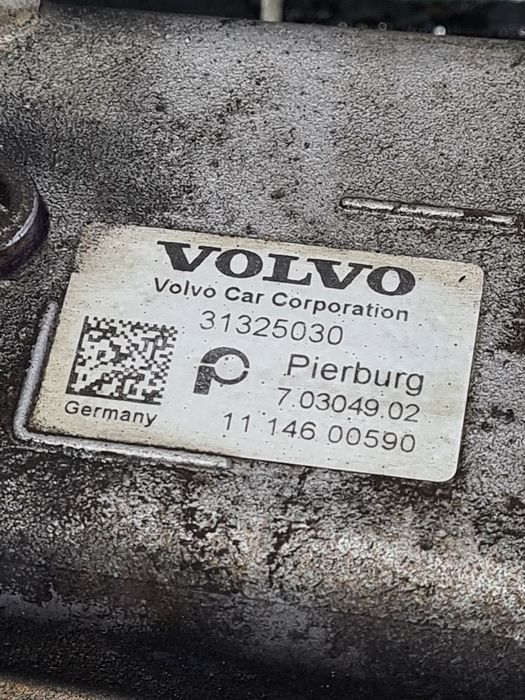 VOLVO
Volvo Car Corporation
31325030
Pierburg
7.03049.02
Germany
11 146 00590